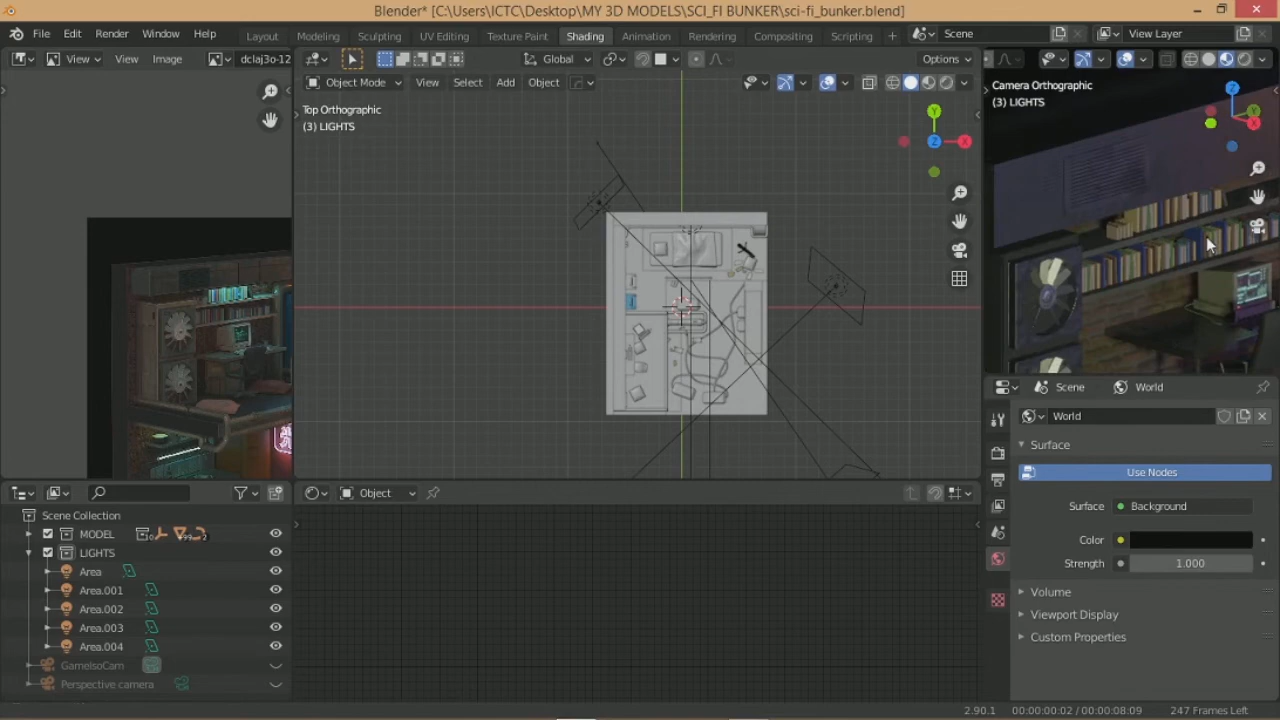 Blender* [C:\Users\ICTC\Desktop\MY 3D MODELS\SCI_FI BUNKER\sci-fi_bunker.blend]
File Edit Render Window Help Layout Modeling Sculpting UV Editing Texture Paint Shading Animation Rendering Compositing Scripting + Scene View Layer
View View Image dclaj3o-12 Global Options
Object Mode View Select Add Object
Top Orthographic
(3) LIGHTS
Y
Z
X
Camera Orthographic
(3) LIGHTS
Z
Y
X
Scene World
World
Surface
Use Nodes
Surface Background
Color
Strength 1.000
Volume
Viewport Display
Custom Properties
Object
Scene Collection
MODEL
LIGHTS
Area
Area.001
Area.002
Area.003
Area.004
GameIsoCam
Perspective camera
2.90.1 00:00:00:02 / 00:00:08:09 247 Frames Left